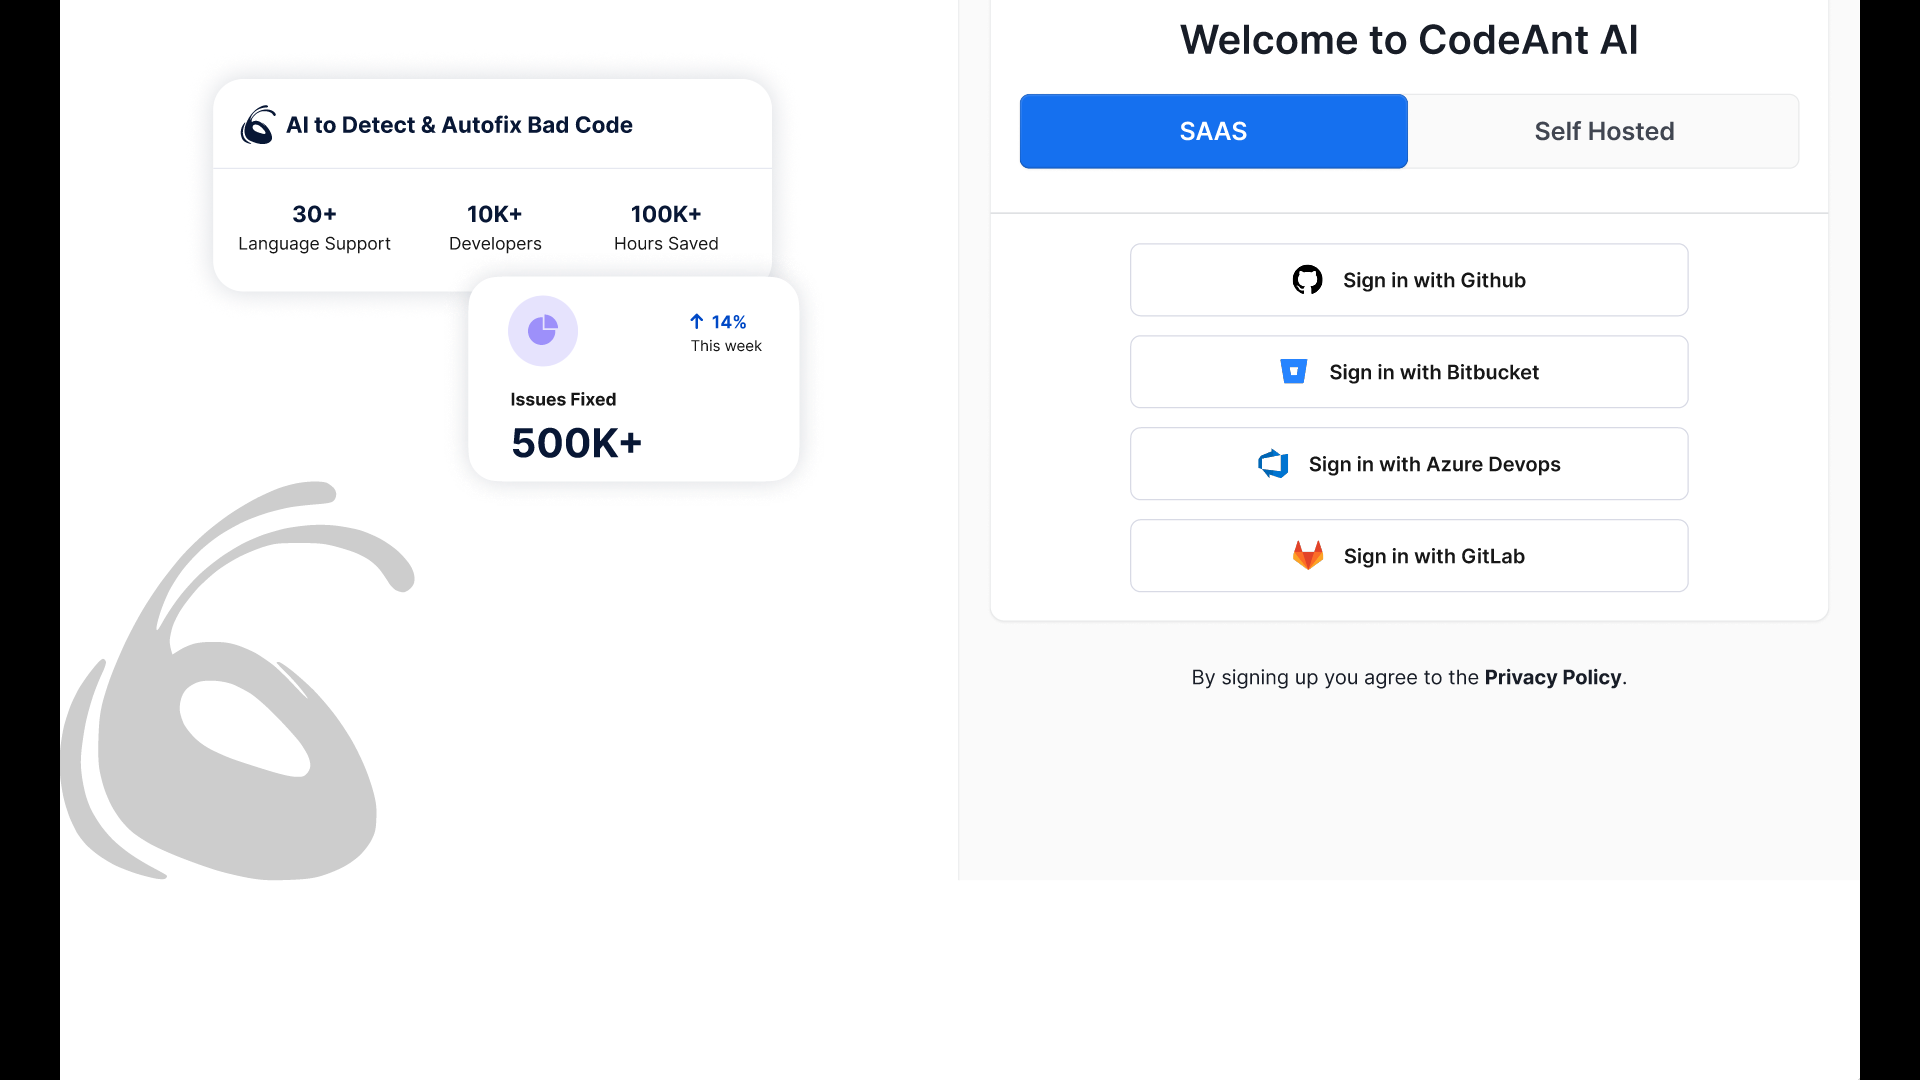 AI to Detect & Autofix Bad Code
30+
Language Support
10K+
Developers
100K+
Hours Saved
14%
This week
Issues Fixed
500K+
Welcome to CodeAnt AI
SAAS
Self Hosted
Sign in with Github
Sign in with Bitbucket
Sign in with Azure Devops
Sign in with GitLab
By signing up you agree to the Privacy Policy.